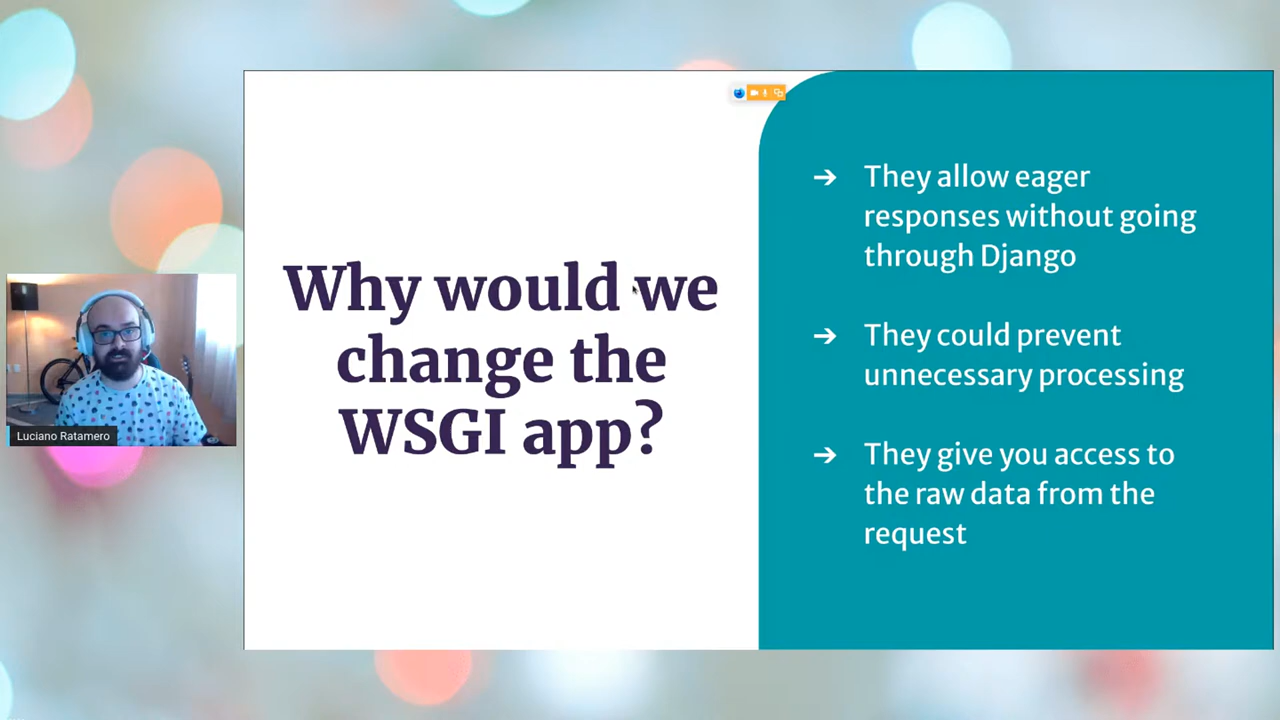 Why would we
change the
WSGI app?
➔ They allow eager
responses without going
through Django
➔ They could prevent
unnecessary processing
➔ They give you access to
the raw data from the
request
Luciano Ratamero